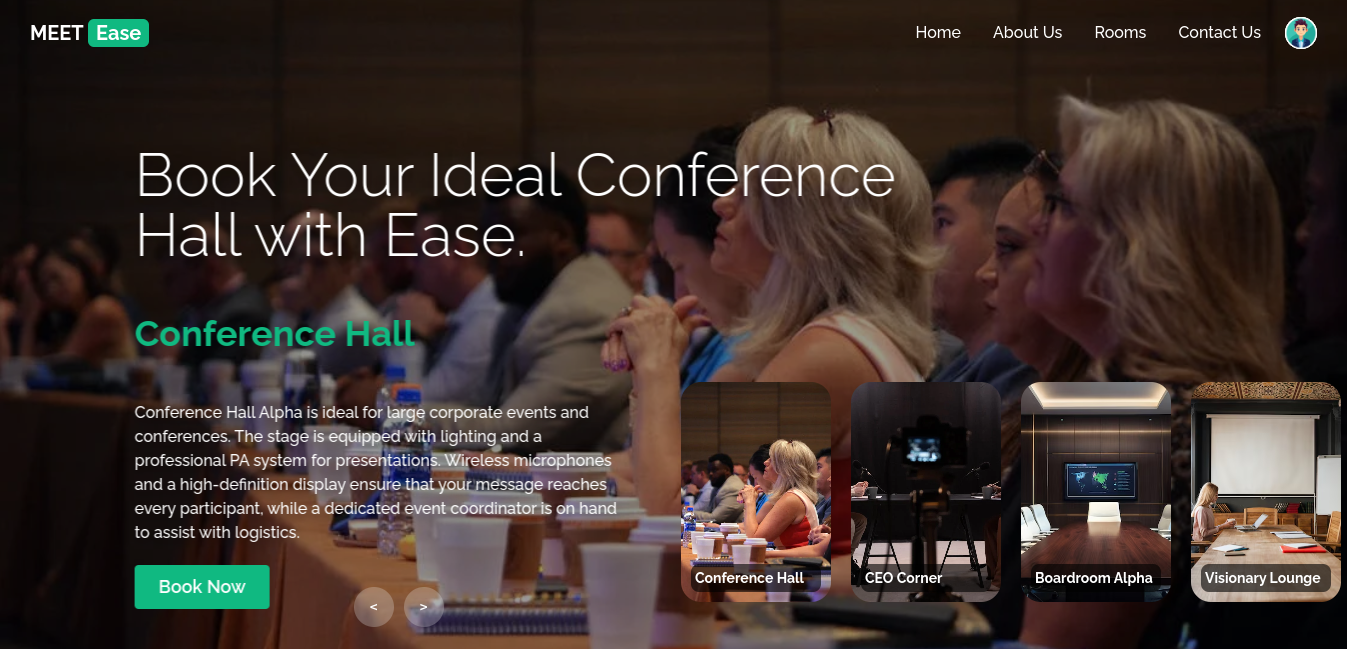 MEET Ease
Home
About Us
Rooms
Contact Us
Book Your Ideal Conference
Hall with Ease.
Conference Hall
Conference Hall Alpha is ideal for large corporate events and
conferences. The stage is equipped with lighting and a
professional PA system for presentations. Wireless microphones
and a high-definition display ensure that your message reaches
every participant, while a dedicated event coordinator is on hand
to assist with logistics.
Book Now
<
>
Conference Hall
CEO Corner
Boardroom Alpha
Visionary Lounge